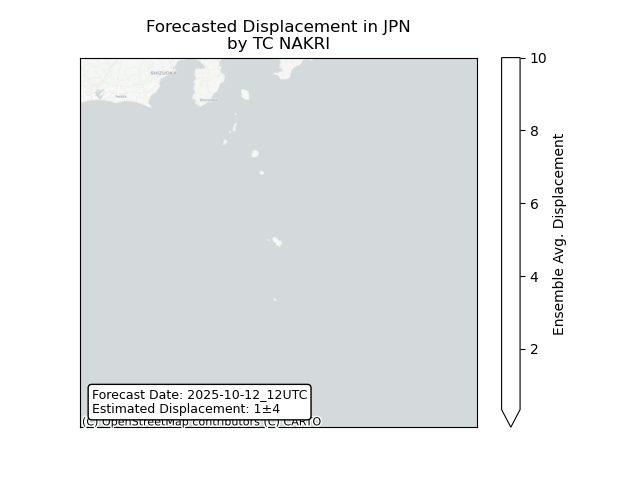 Forecasted Displacement in JPN
by TC NAKRI
SHIZUOKA
10
8
6
4
2
Ensemble Avg. Displacement
Forecast Date: 2025-10-12_12UTC
Estimated Displacement: 1±4
(C) OpenStreetMap contributors (C) CARTO